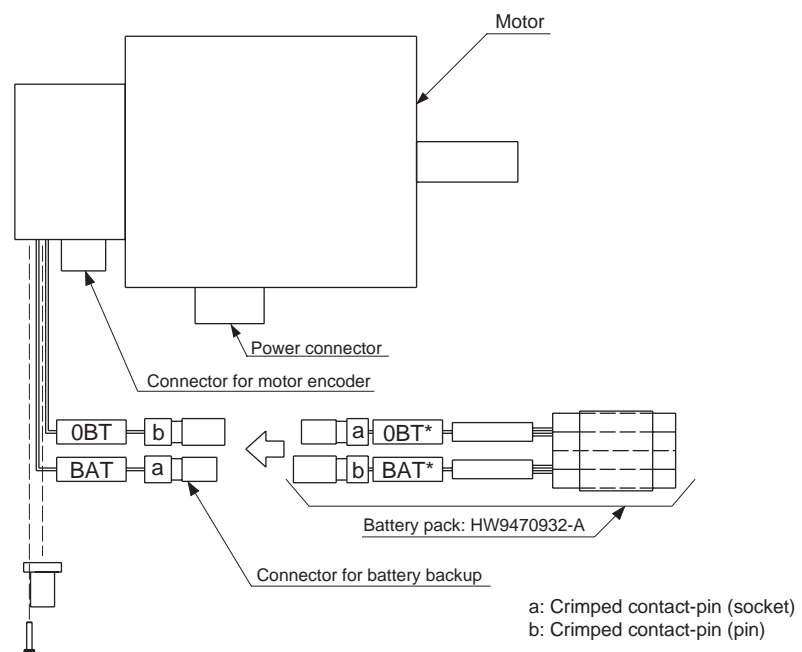 Motor
Power connector
Connector for motor encoder
0BT b a 0BT*
BAT a b BAT*
Battery pack: HW9470932-A
Connector for battery backup
a: Crimped contact-pin (socket)
b: Crimped contact-pin (pin)